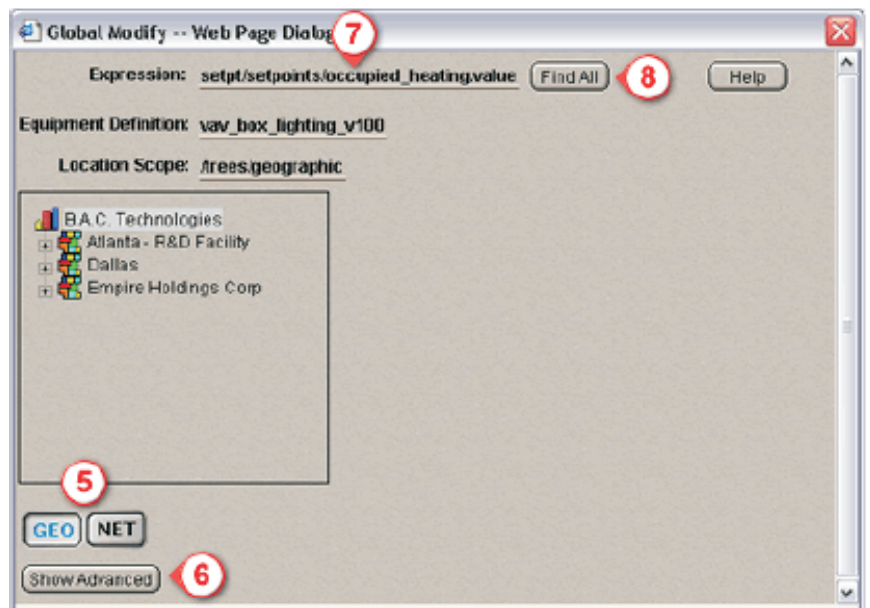 Global Modify -- Web Page Dialog
7
Expression: setpt/setpoints/occupied_heating.value Find All 8 Help
Equipment Definition: vav_box_lighting_v100
Location Scope: /trees/geographic
B.A.C. Technologies
Atlanta - R&D Facility
Dallas
Empire Holdings Corp
5
GEO NET
Show Advanced 6